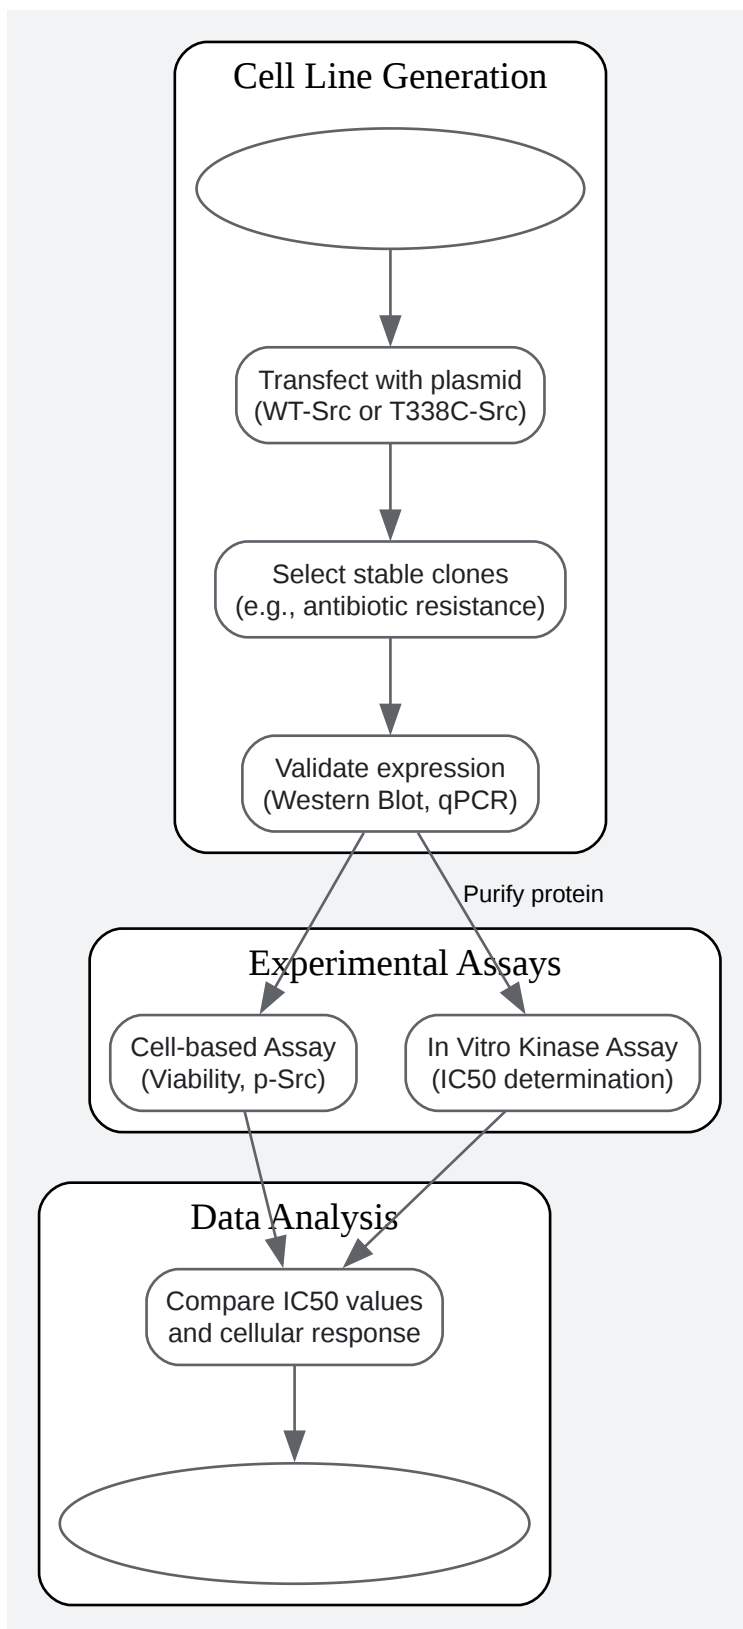 Cell Line Generation
Transfect with plasmid
(WT-Src or T338C-Src)
Select stable clones
(e.g., antibiotic resistance)
Validate expression
(Western Blot, qPCR)
Purify protein
Experimental Assays
Cell-based Assay
(Viability, p-Src)
In Vitro Kinase Assay
(IC50 determination)
Data Analysis
Compare IC50 values
and cellular response